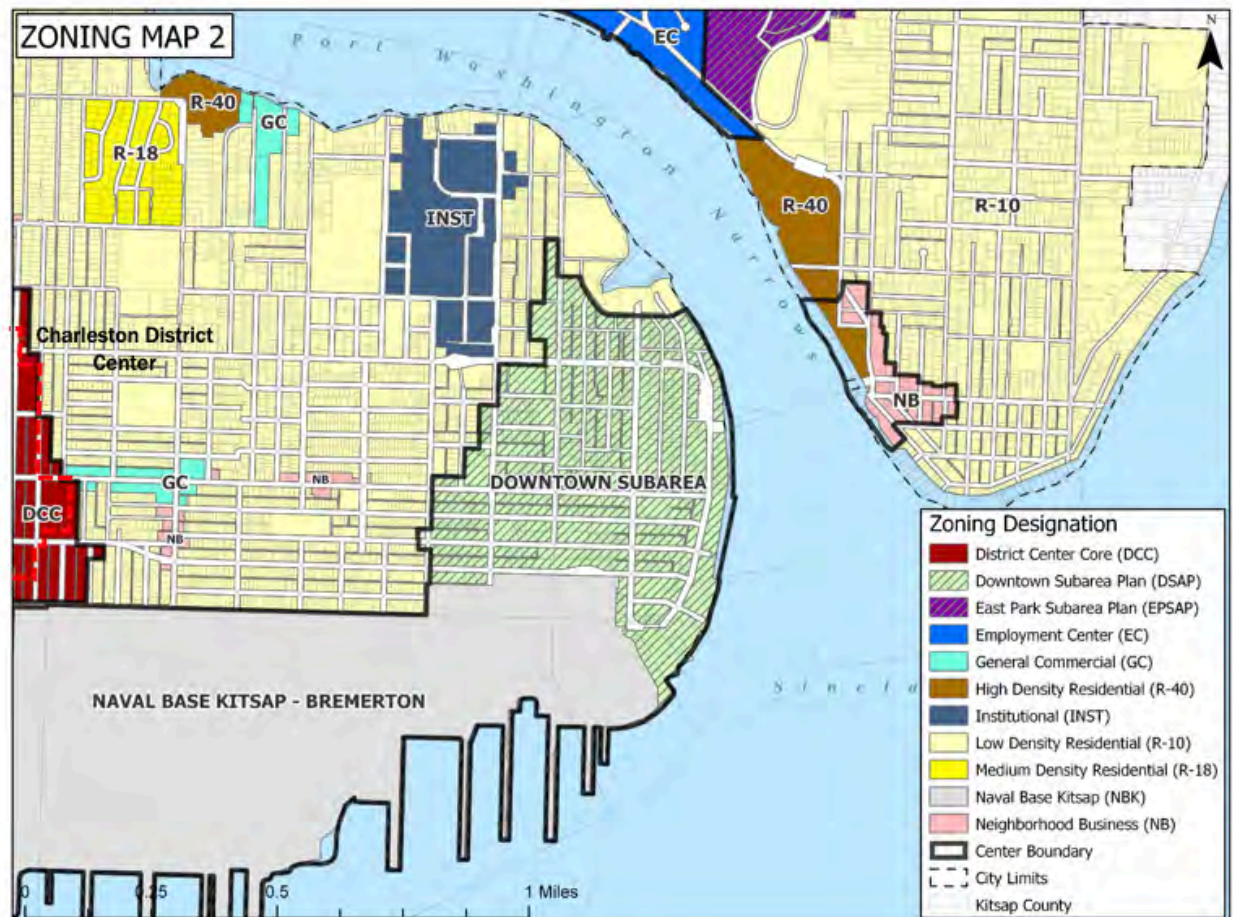 ZONING MAP 2
N
EC
Port Washington Narrows
R-40
GC
R-18
INST
R-40
R-10
Charleston District
Center
NB
GC
NB
DOWNTOWN SUBAREA
DCC
NB
NAVAL BASE KITSAP - BREMERTON
Sincla
0
0.25
0.5
1 Miles
Zoning Designation
District Center Core (DCC)
Downtown Subarea Plan (DSAP)
East Park Subarea Plan (EPSAP)
Employment Center (EC)
General Commercial (GC)
High Density Residential (R-40)
Institutional (INST)
Low Density Residential (R-10)
Medium Density Residential (R-18)
Naval Base Kitsap (NBK)
Neighborhood Business (NB)
Center Boundary
City Limits
Kitsap County